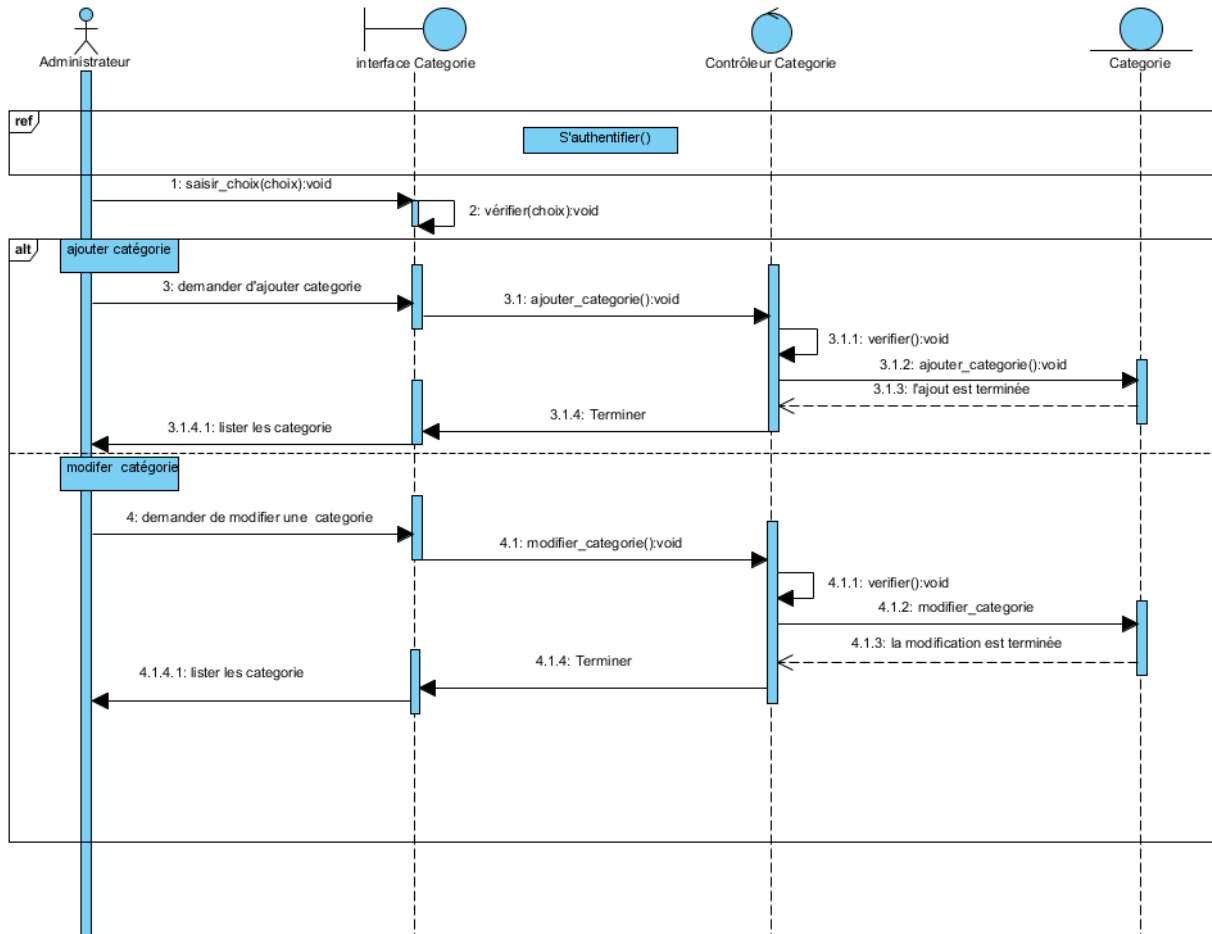 Administrateur
interface Categorie
Contrôleur Categorie
Categorie
ref
S'authentifier()
1: saisir_choix(choix):void
2: vérifier(choix):void
alt
ajouter catégorie
3: demander d'ajouter categorie
3.1: ajouter_categorie():void
3.1.1: verifier():void
3.1.2: ajouter_categorie():void
3.1.3: l'ajout est terminée
3.1.4: Terminer
3.1.4.1: lister les categorie
modifer catégorie
4: demander de modifier une categorie
4.1: modifier_categorie():void
4.1.1: verifier():void
4.1.2: modifier_categorie
4.1.3: la modification est terminée
4.1.4: Terminer
4.1.4.1: lister les categorie